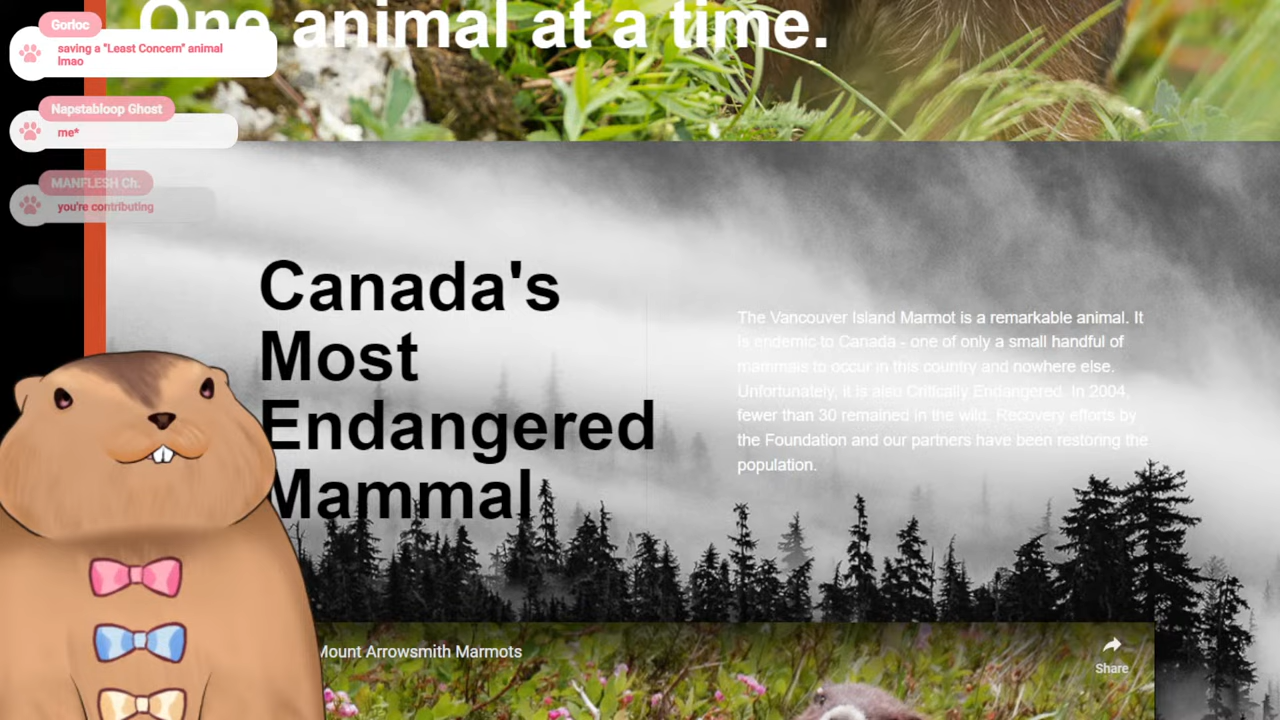 One animal at a time.
Gorloc
saving a "Least Concern" animal
lmao
Napstabloop Ghost
me*
MANFLESH Ch.
you're contributing
Canada's
Most
Endangered
Mammal
The Vancouver Island Marmot is a remarkable animal. It
is endemic to Canada - one of only a small handful of
mammals to occur in this country and nowhere else.
Unfortunately, it is also Critically Endangered. In 2004,
fewer than 30 remained in the wild. Recovery efforts by
the Foundation and our partners have been restoring the
population.
Mount Arrowsmith Marmots
Share